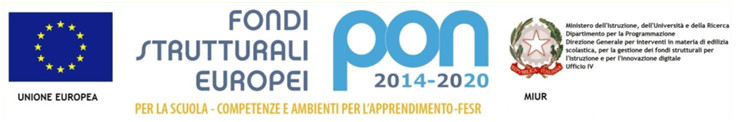 UNIONE EUROPEA
FONDI
STRUTTURALI
EUROPEI
pon
2014-2020
PER LA SCUOLA - COMPETENZE E AMBIENTI PER L'APPRENDIMENTO-FESR
MIUR
Ministero dell'Istruzione, dell'Università e della Ricerca
Dipartimento per la Programmazione
Direzione Generale per interventi in materia di edilizia
scolastica, per la gestione dei fondi strutturali per
l'istruzione e per l'innovazione digitale
Ufficio IV